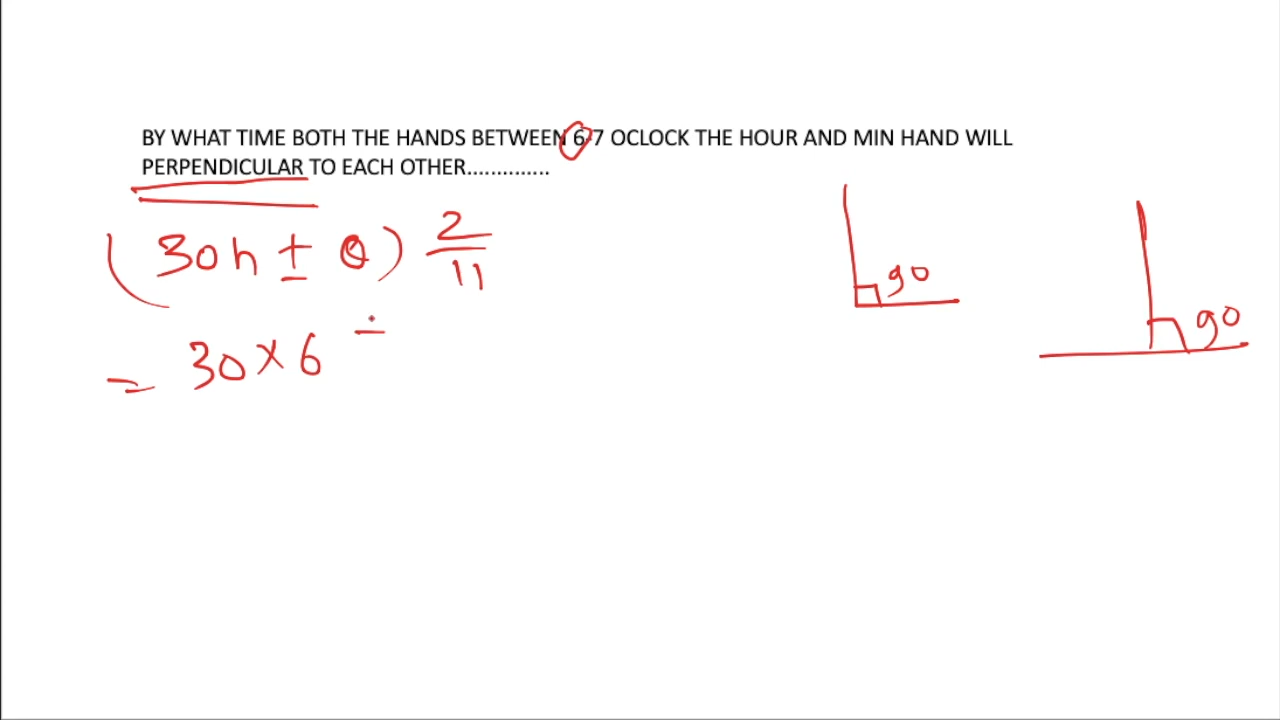 BY WHAT TIME BOTH THE HANDS BETWEEN 6-7 OCLOCK THE HOUR AND MIN HAND WILL
PERPENDICULAR TO EACH OTHER..............
(30h ± θ) 2/11
= 30 × 6
90
90